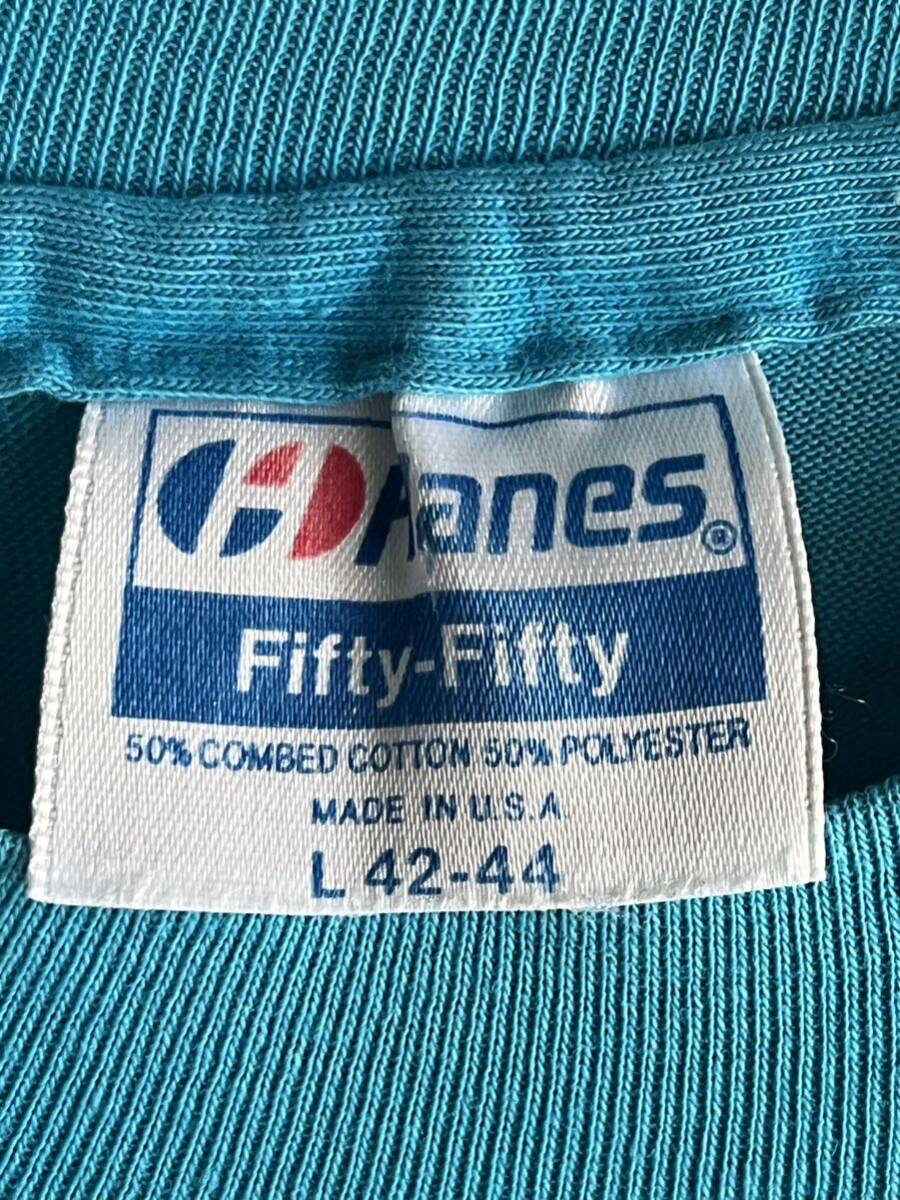 Hanes®
Fifty-Fifty
50% COMBED COTTON 50% POLYESTER
MADE IN U.S.A
L 42-44